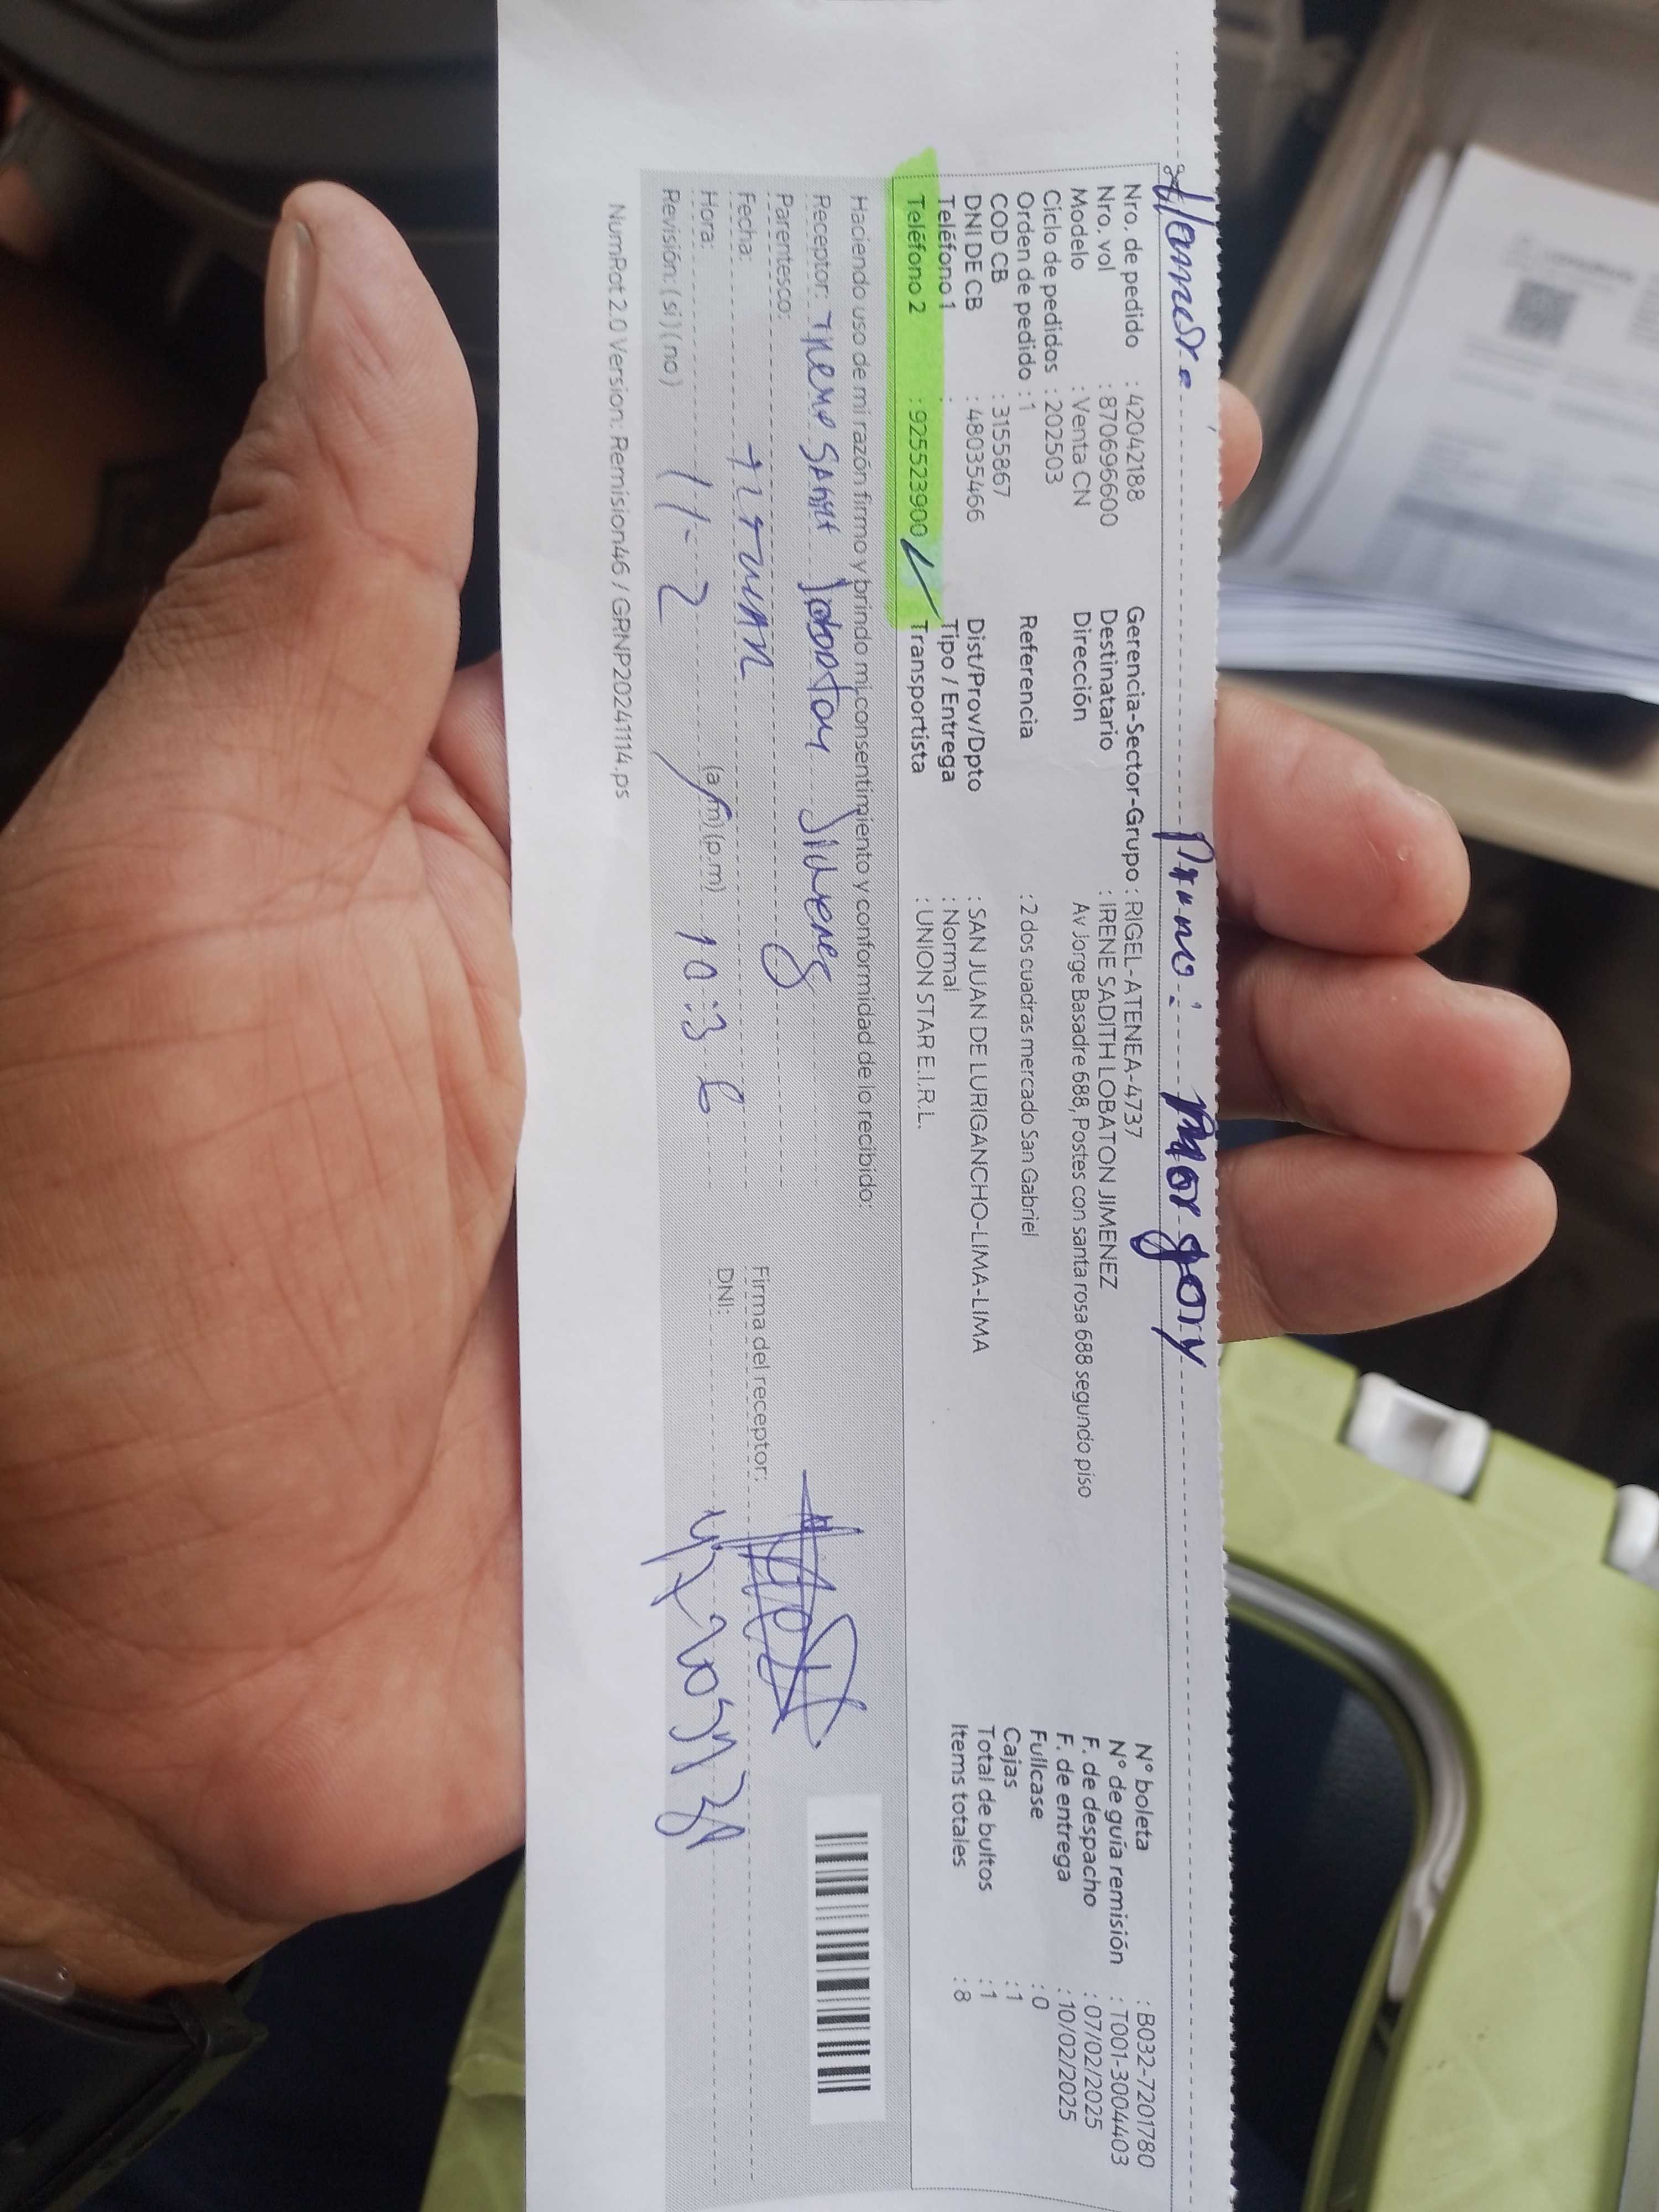 Primo: Margory
Nro. de pedido : 42042188
Nro. vol : 870696600
Modelo : Venta CN
Ciclo de pedidos : 202503
Orden de pedido : 1
COD CB : 3155867
DNI DE CB : 48035466
Teléfono 1 :
Teléfono 2 : 925523900
Gerencia-Sector-Grupo : RIGEL-ATENEA-4737
Destinatario : IRENE SADITH LOBATON JIMENEZ
Dirección Av Jorge Basadre 688, Postes con santa rosa 688 segundo piso
Referencia : 2 dos cuadras mercado San Gabriel
Dist/Prov/Dpto : SAN JUAN DE LURIGANCHO-LIMA-LIMA
Tipo / Entrega : Normal
Transportista : UNION STAR E.I.R.L.
N° boleta : B032-7201780
N° de guía remisión : T001-3004403
F. de despacho : 07/02/2025
F. de entrega : 10/02/2025
Fullcase : 0
Cajas : 1
Total de bultos : 1
Items totales : 8
Haciendo uso de mi razón firmo y brindo mi consentimiento y conformidad de lo recibido:
Receptor:
Parentesco:
Fecha:
Hora: 11-2 (a.m) (p.m) 10:36
Revisión: ( si ) ( no )
Firma del receptor:
DNI:
NumRot 2.0 Version: Remision46 / GRNP20241114.ps